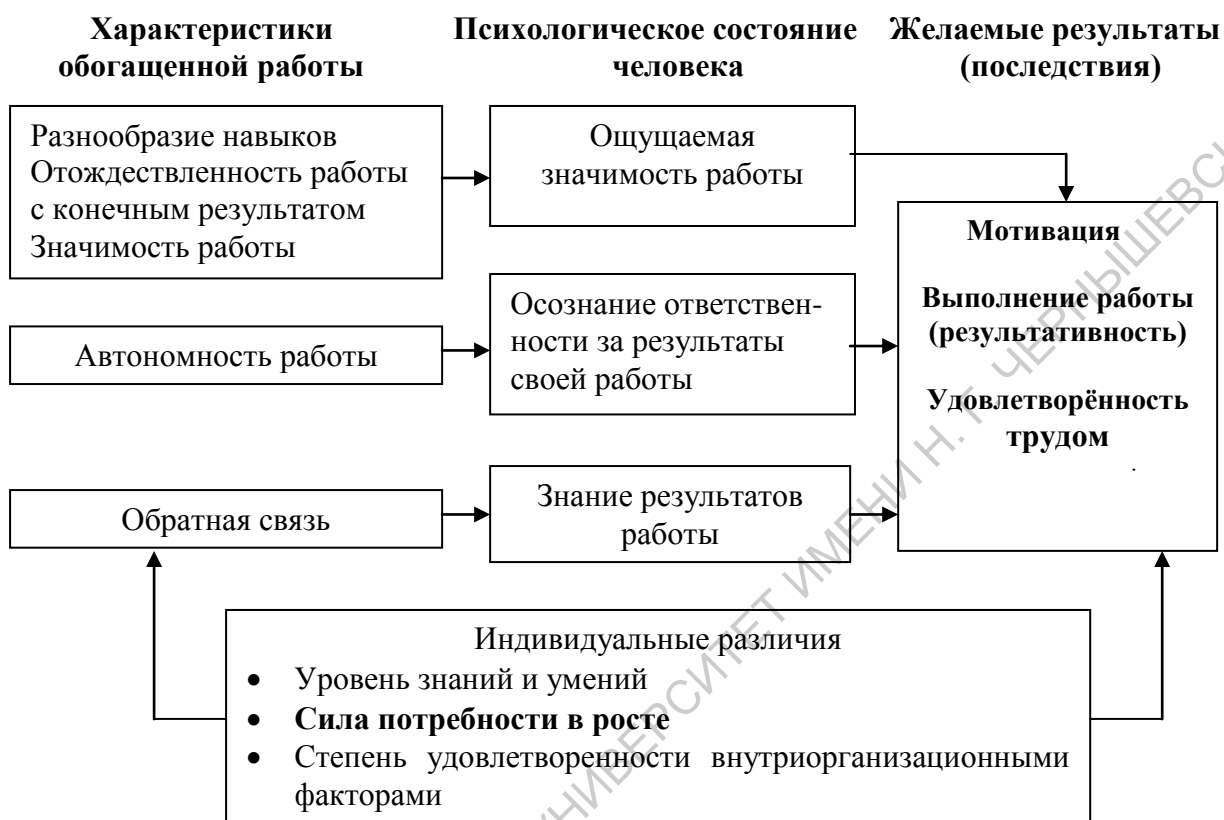 Характеристики
обогащенной работы
Психологическое состояние
человека
Желаемые результаты
(последствия)
Разнообразие навыков
Отождествленность работы
с конечным результатом
Значимость работы
Ощущаемая
значимость работы
Автономность работы
Осознание ответствен-
ности за результаты
своей работы
Обратная связь
Знание результатов
работы
Мотивация
Выполнение работы
(результативность)
Удовлетворённость
трудом
.
Индивидуальные различия
• Уровень знаний и умений
• Сила потребности в росте
• Степень удовлетворенности внутриорганизационными
факторами
ИМЕНИ Н. Г.